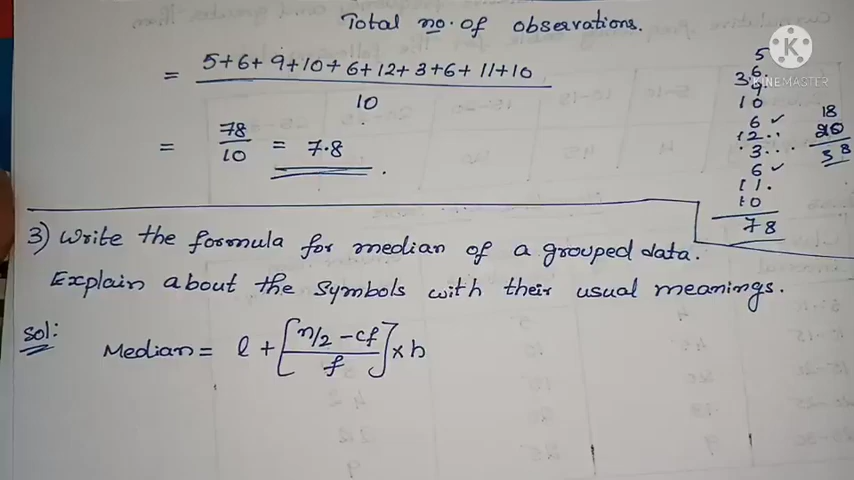 Total no. of observations.
= 5+6+9+10+6+12+3+6+11+10
10
= 78/10 = 7.8
5
6
9
10
6 ✓
12..
3...
6 ✓
11.
10
78
18
20
38
K
KINEMASTER
3) Write the formula for median of a grouped data.
Explain about the symbols with their usual meanings.
Sol:
Median = l + [n/2 - cf / f] × h